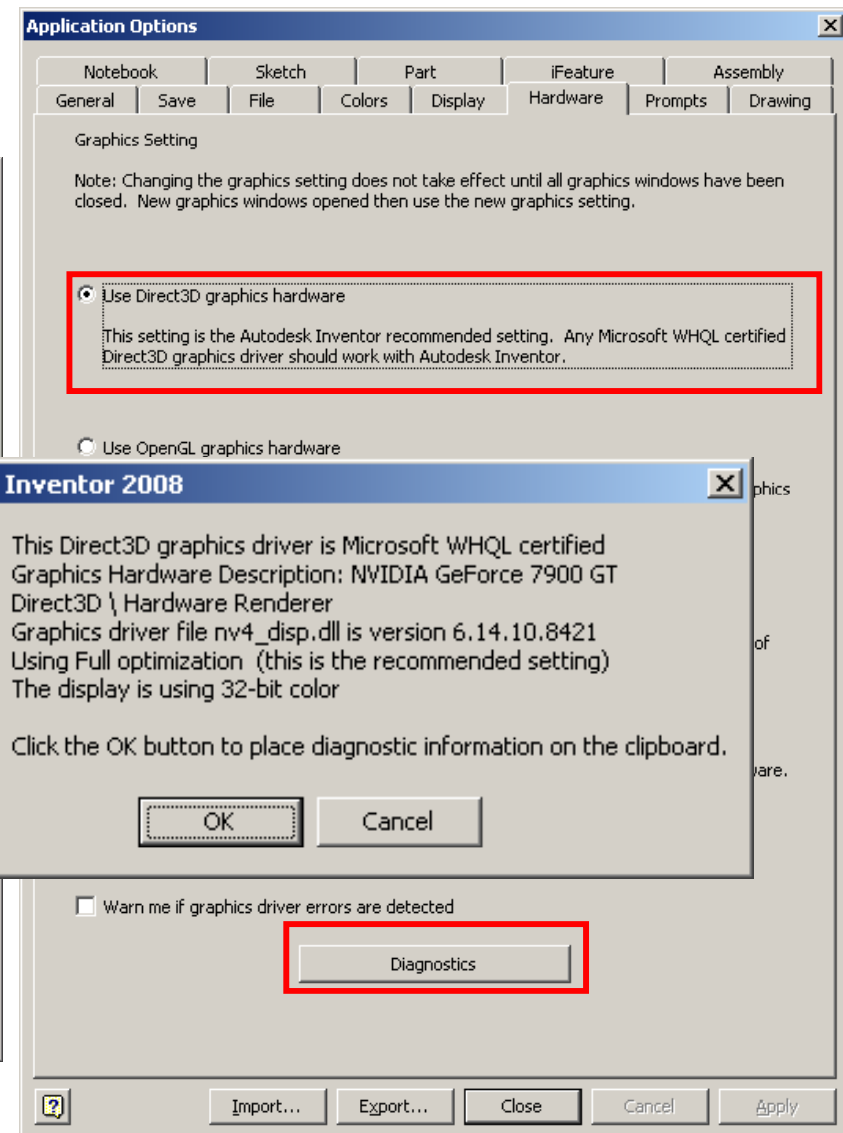 Application Options
Notebook Sketch Part iFeature Assembly
General Save File Colors Display Hardware Prompts Drawing
Graphics Setting
Note: Changing the graphics setting does not take effect until all graphics windows have been
closed. New graphics windows opened then use the new graphics setting.
Use Direct3D graphics hardware
This setting is the Autodesk Inventor recommended setting. Any Microsoft WHQL certified
Direct3D graphics driver should work with Autodesk Inventor.
Use OpenGL graphics hardware
phics
of
Inventor 2008
This Direct3D graphics driver is Microsoft WHQL certified
Graphics Hardware Description: NVIDIA GeForce 7900 GT
Direct3D \ Hardware Renderer
Graphics driver file nv4_disp.dll is version 6.14.10.8421
Using Full optimization (this is the recommended setting)
The display is using 32-bit color
Click the OK button to place diagnostic information on the clipboard.
OK Cancel
Warn me if graphics driver errors are detected
Diagnostics
Import... Export... Close Cancel Apply